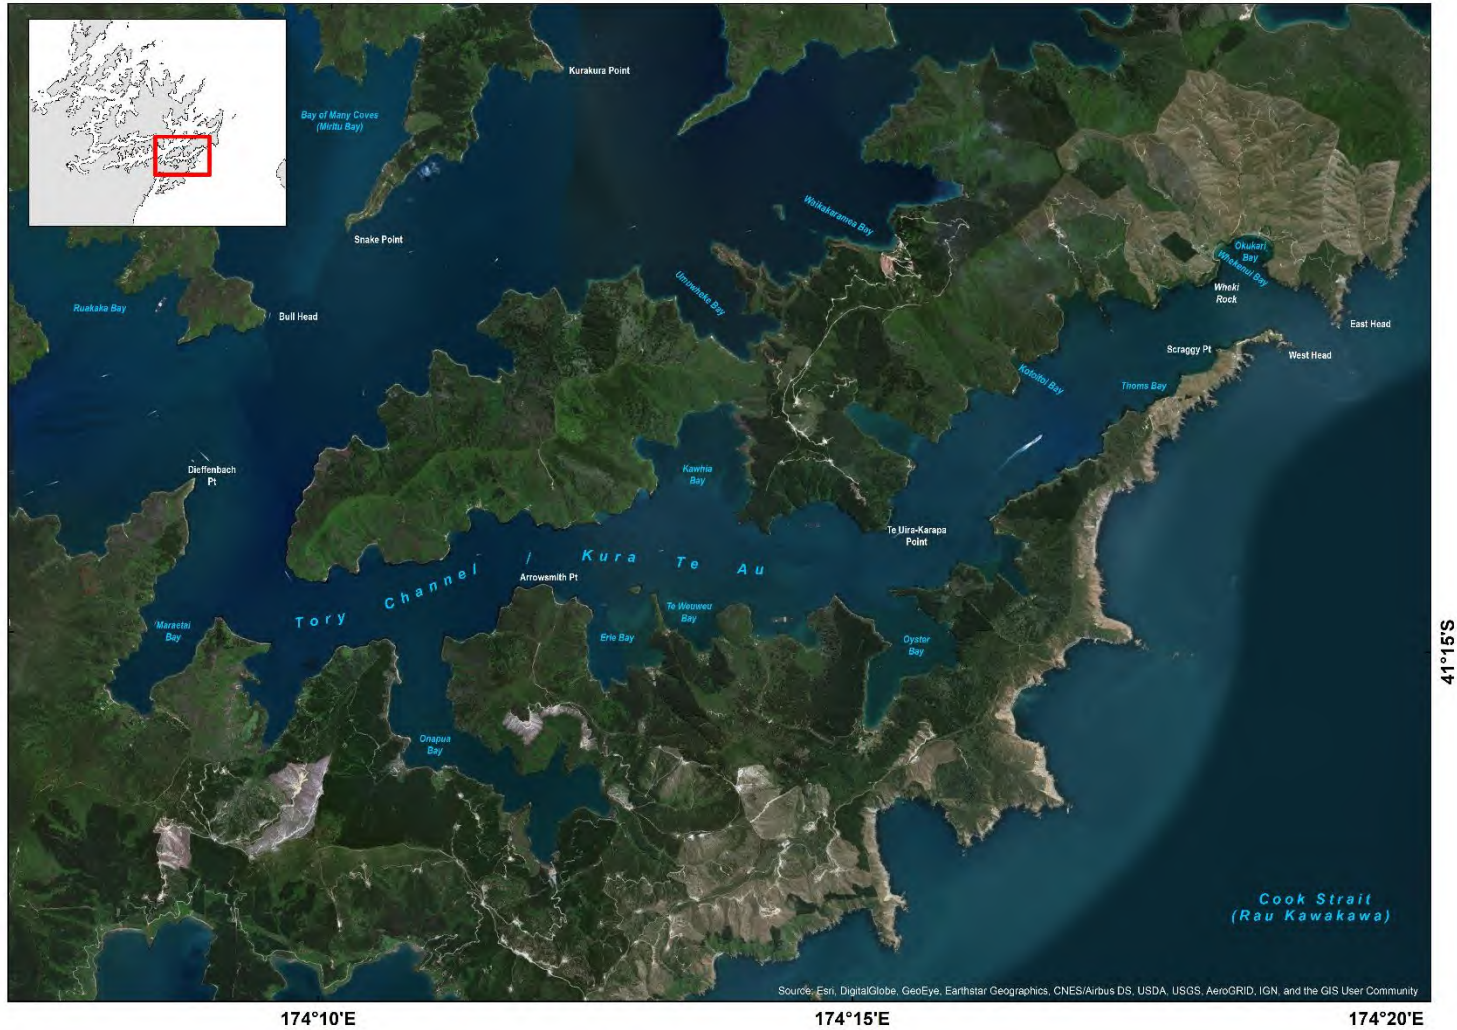 Kurakura Point
Bay of Many Coves
(Miritu Bay)
Waikakaramea Bay
Snake Point
Okukari
Bay
Whekenui Bay
Umuwheke Bay
Wheki
Rock
Ruakaka Bay
Bull Head
East Head
Scraggy Pt
West Head
Kotoitoi Bay
Thoms Bay
Dieffenbach
Pt
Kawhia
Bay
Te Uira-Karapa
Point
Tory Channel / Kura Te Au
Arrowsmith Pt
Te Weuweu
Bay
Maraetai
Bay
Erie Bay
Oyster
Bay
41°15'S
Onapua
Bay
Cook Strait
(Rau Kawakawa)
Source: Esri, DigitalGlobe, GeoEye, Earthstar Geographics, CNES/Airbus DS, USDA, USGS, AeroGRID, IGN, and the GIS User Community
174°10'E
174°15'E
174°20'E